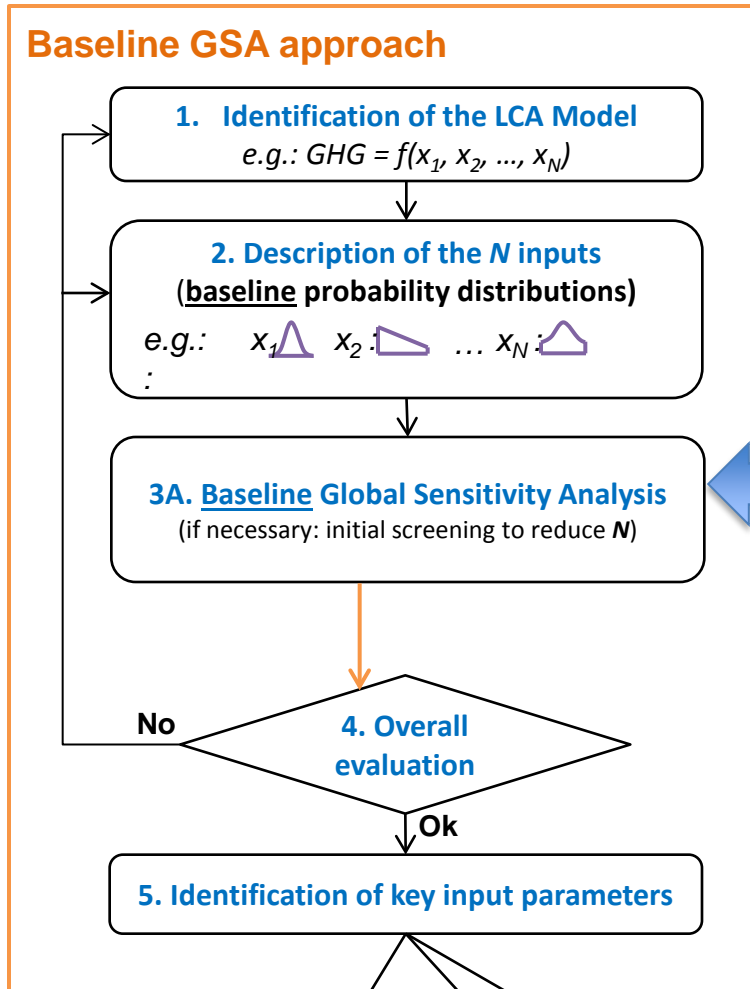 Baseline GSA approach
1. Identification of the LCA Model
e.g.: GHG = f(x1, x2, ..., xN)
2. Description of the N inputs
(baseline probability distributions)
e.g.: x1 x2 : … xN :
:
3A. Baseline Global Sensitivity Analysis
(if necessary: initial screening to reduce N)
No
4. Overall
evaluation
Ok
5. Identification of key input parameters